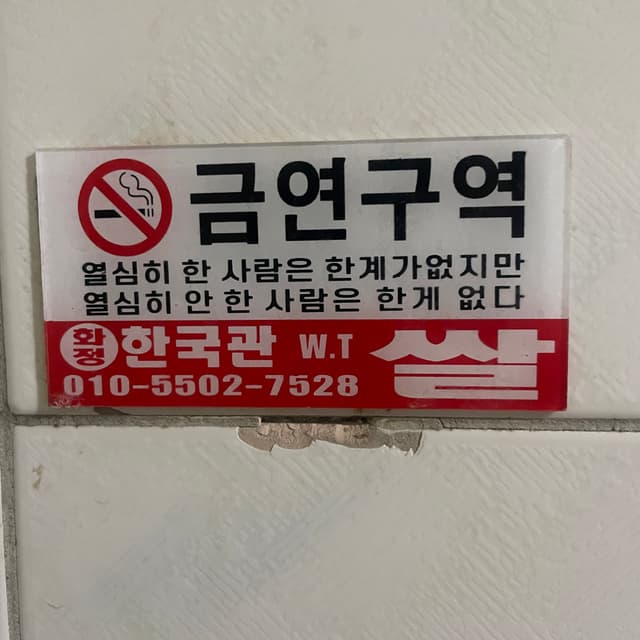 금연구역
열심히 한 사람은 한계가없지만
열심히 안 한 사람은 한게 없다
화정 한국관 W.T 쌀
010-5502-7528